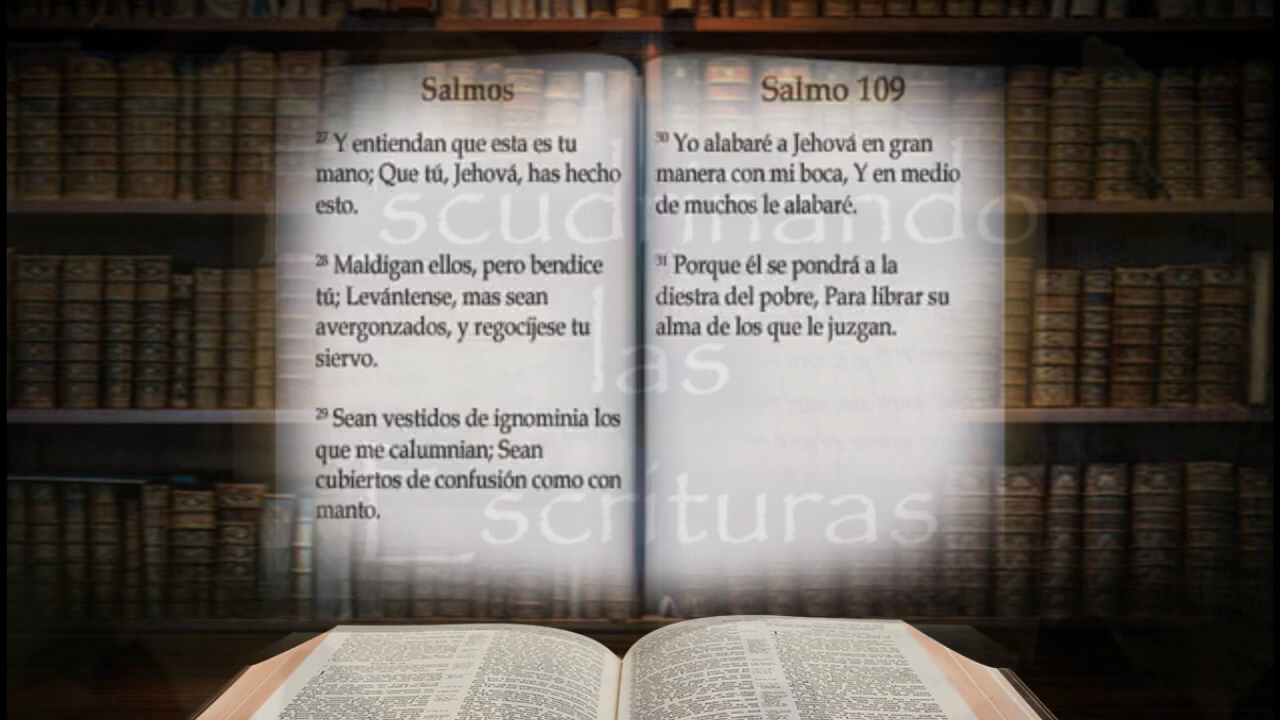 Salmos
27 Y entiendan que esta es tu
mano; Que tú, Jehová, has hecho
esto.
28 Maldigan ellos, pero bendice
tú; Levántense, mas sean
avergonzados, y regocíjese tu
siervo.
29 Sean vestidos de ignominia los
que me calumnian; Sean
cubiertos de confusión como con
manto.
Salmo 109
30 Yo alabaré a Jehová en gran
manera con mi boca, Y en medio
de muchos le alabaré.
31 Porque él se pondrá a la
diestra del pobre, Para librar su
alma de los que le juzgan.
Escudriñando
las
Escrituras